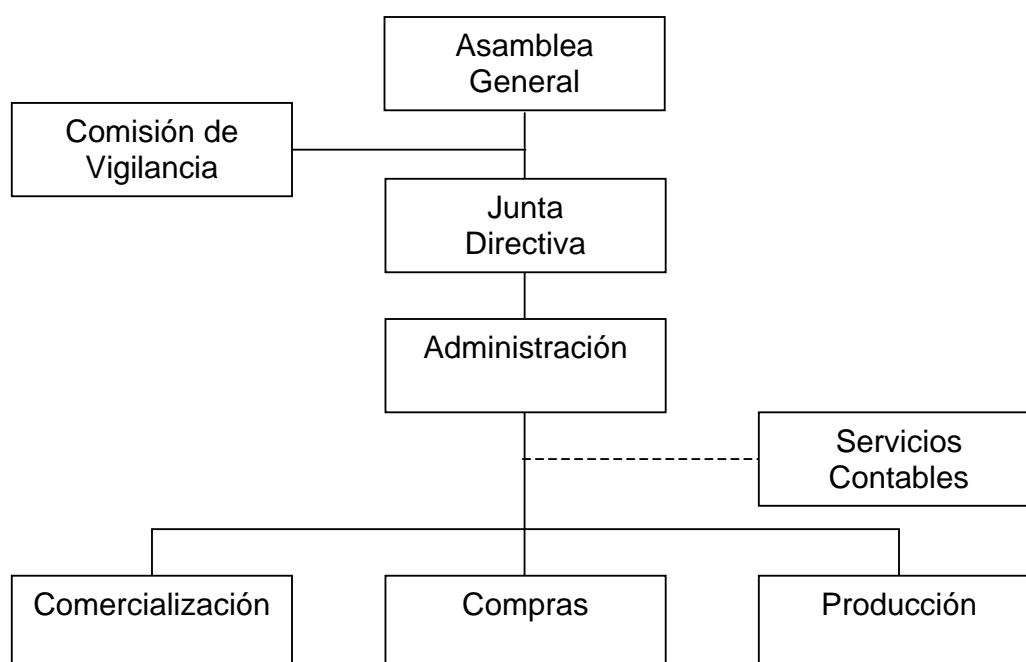 Asamblea
General
Comisión de
Vigilancia
Junta
Directiva
Administración
Servicios
Contables
Comercialización
Compras
Producción